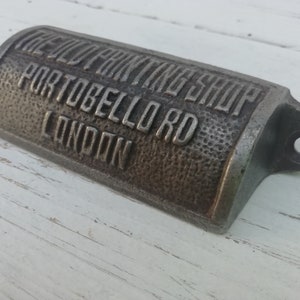 THE OLD PRINTING SHOP
PORTOBELLO RD
LONDON